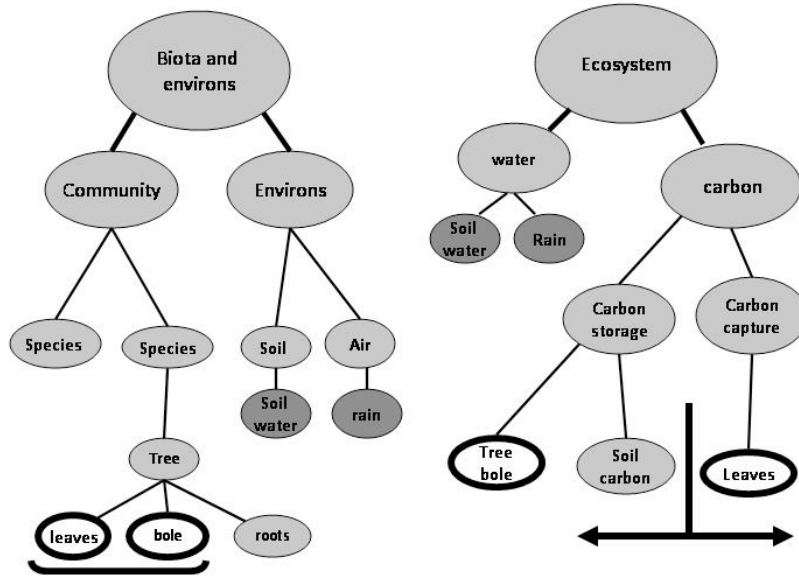 Biota and
environs
Community
Environs
Species
Species
Soil
Air
Soil
water
rain
Tree
leaves
bole
roots
Ecosystem
water
carbon
Soil
water
Rain
Carbon
storage
Carbon
capture
Tree
bole
Soil
carbon
Leaves